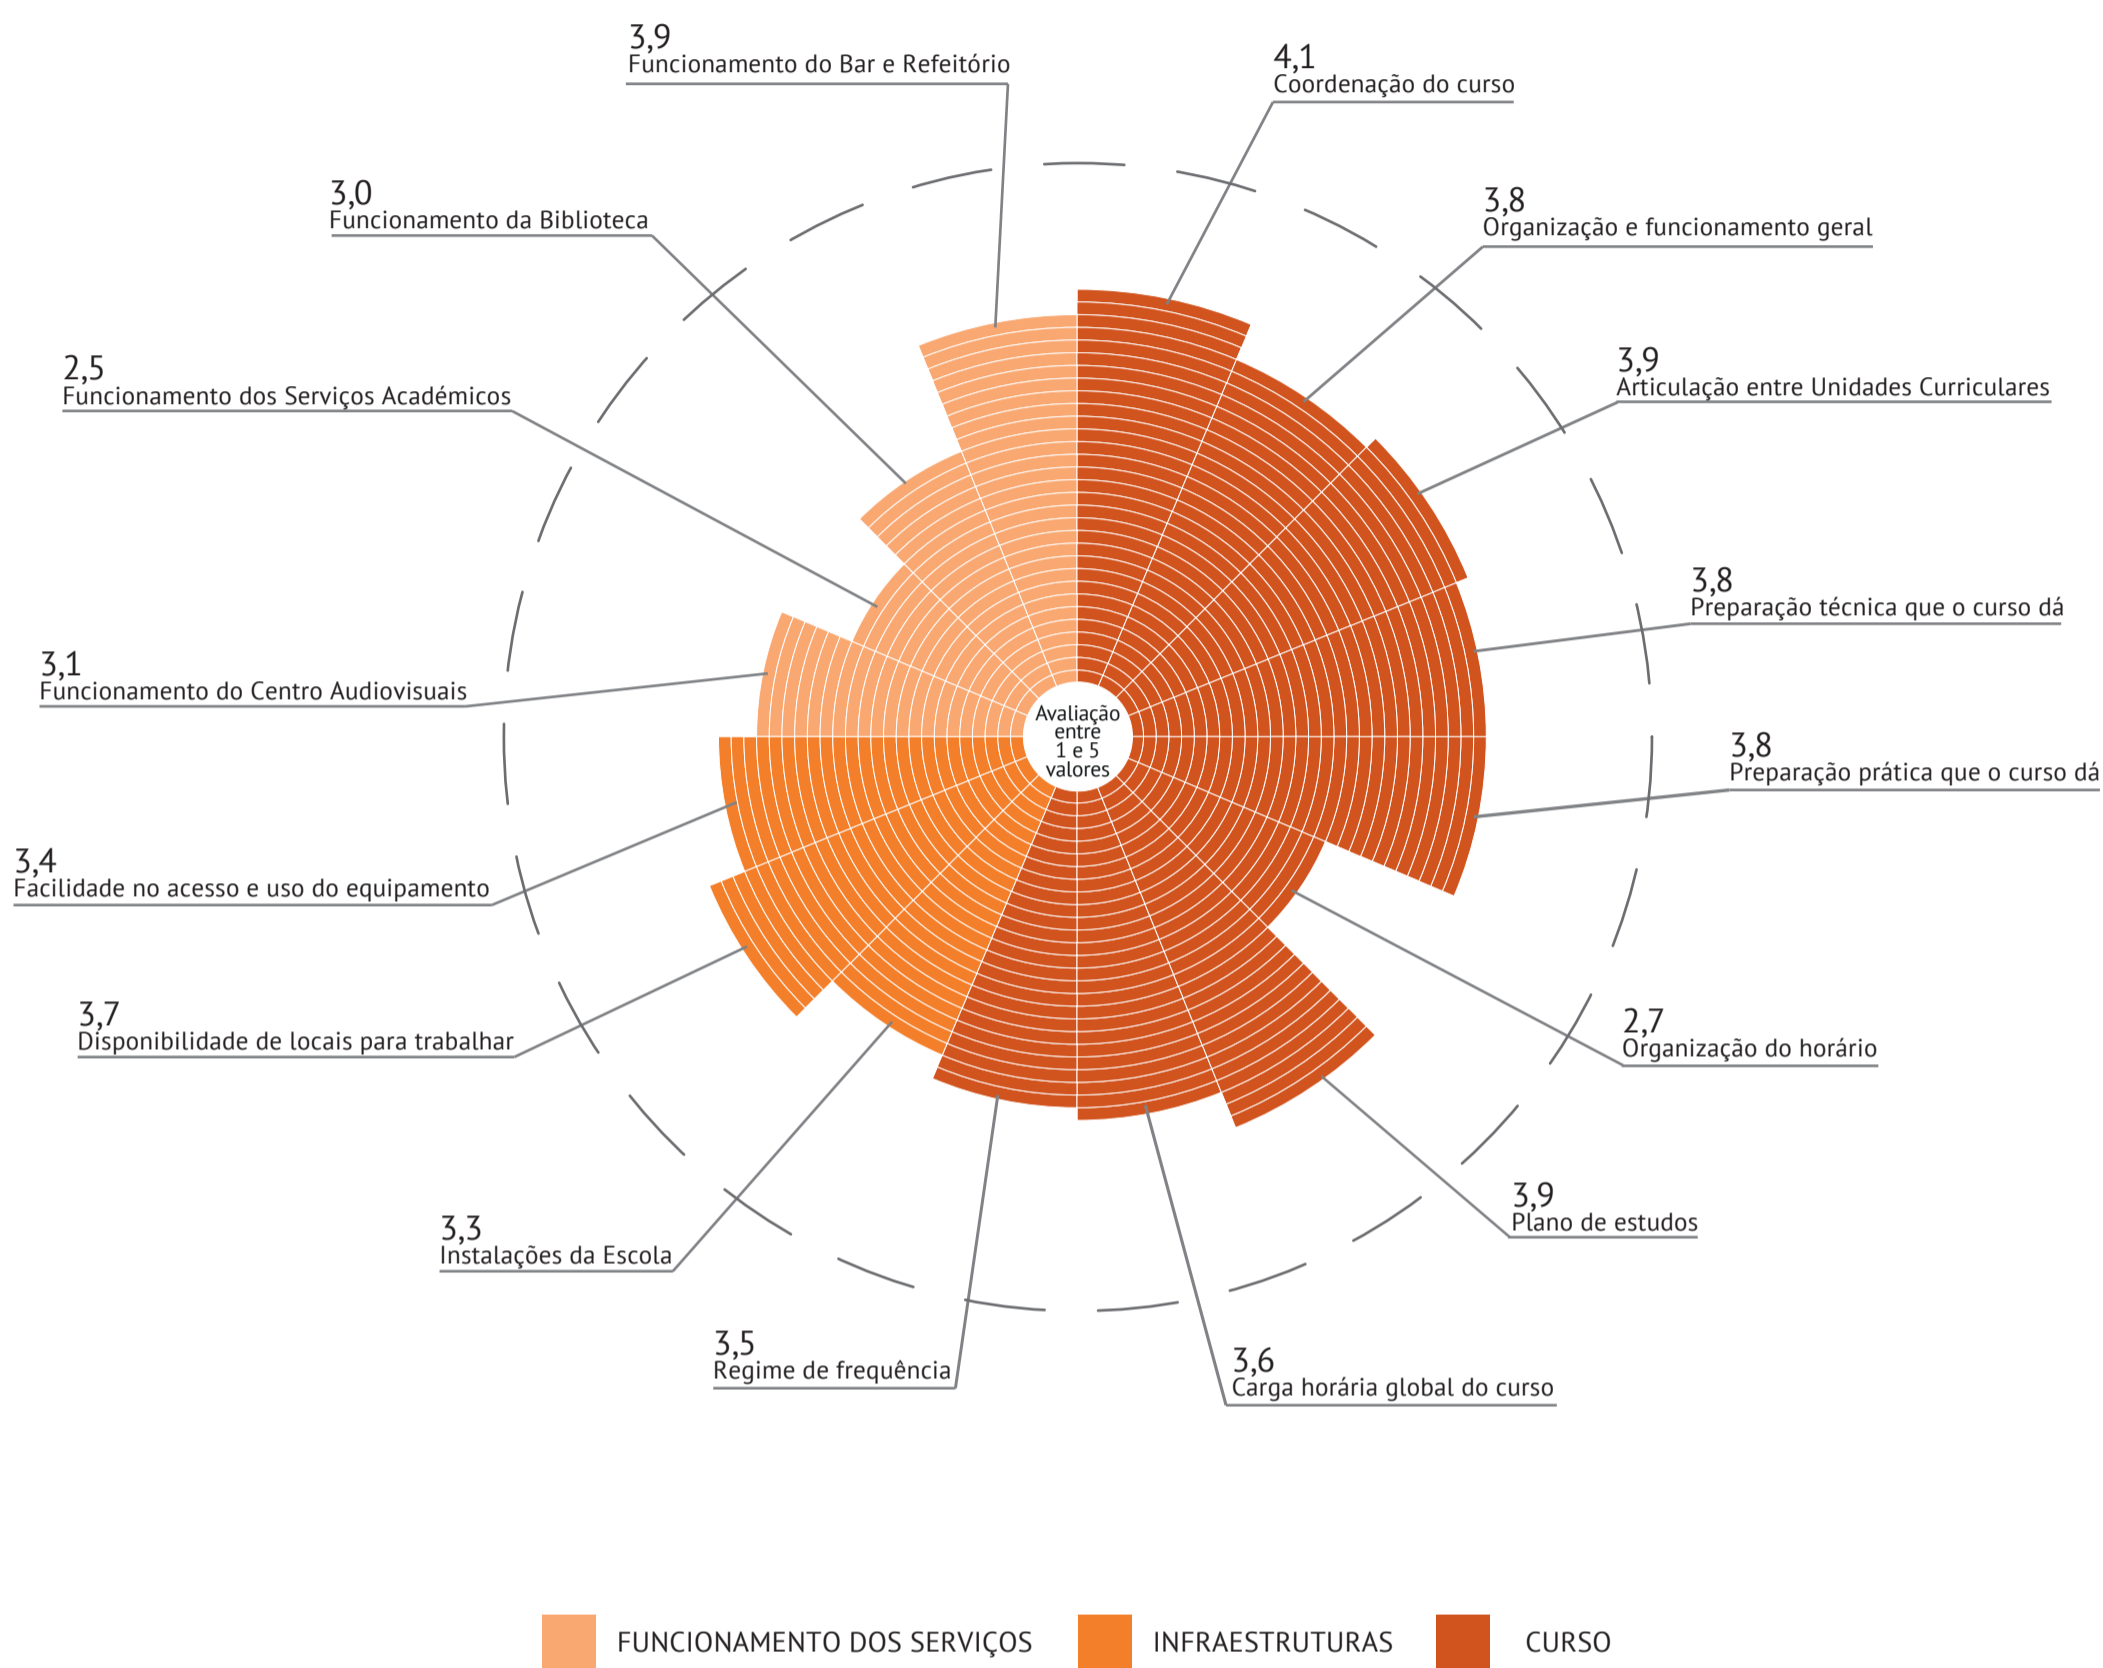 3,9
Funcionamento do Bar e Refeitório
4,1
Coordenação do curso
3,0
Funcionamento da Biblioteca
3,8
Organização e funcionamento geral
2,5
Funcionamento dos Serviços Académicos
3,9
Articulação entre Unidades Curriculares
3,8
Preparação técnica que o curso dá
3,1
Funcionamento do Centro Audiovisuais
Avaliação
entre
1 e 5
valores
3,8
Preparação prática que o curso dá
3,4
Facilidade no acesso e uso do equipamento
3,7
Disponibilidade de locais para trabalhar
2,7
Organização do horário
3,9
Plano de estudos
3,3
Instalações da Escola
3,5
Regime de frequência
3,6
Carga horária global do curso
FUNCIONAMENTO DOS SERVIÇOS
INFRAESTRUTURAS
CURSO